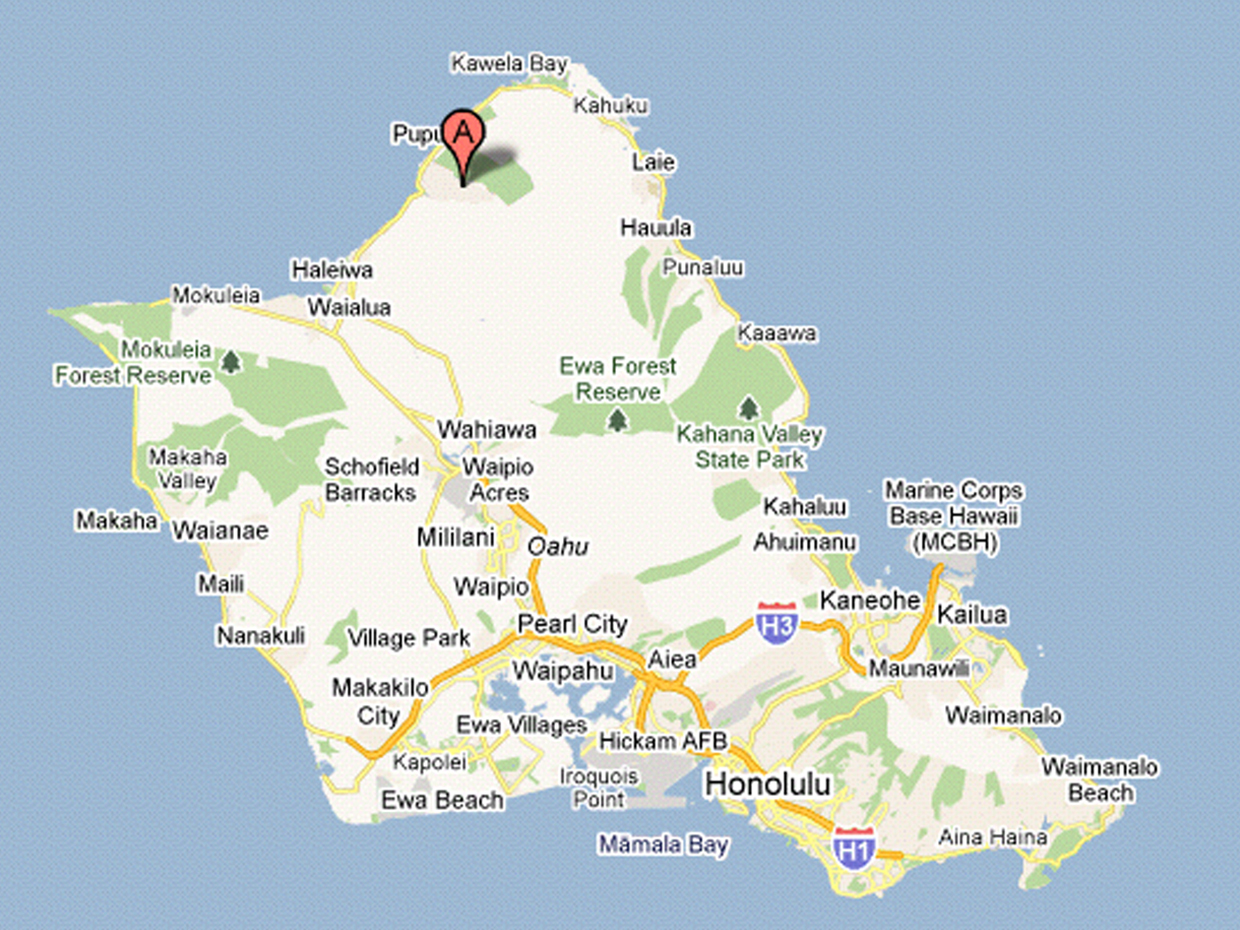 Kawela Bay
Kahuku
A
Laie
Hauula
Punaluu
Haleiwa
Mokuleia
Waialua
Kaaawa
Mokuleia
Forest Reserve
Ewa Forest
Reserve
Kahana Valley
State Park
Wahiawa
Makaha
Valley
Schofield
Barracks
Waipio
Acres
Marine Corps
Base Hawaii
(MCBH)
Kahaluu
Makaha
Waianae
Mililani
Oahu
Ahuimanu
Maili
Waipio
Kaneohe
Kailua
Nanakuli
Village Park
Pearl City
H3
Aiea
Maunawili
Waipahu
Makakilo
City
Ewa Villages
Waimanalo
Hickam AFB
Kapolei
Iroquois
Point
Honolulu
Waimanalo
Beach
Ewa Beach
Māmala Bay
H1
Aina Haina